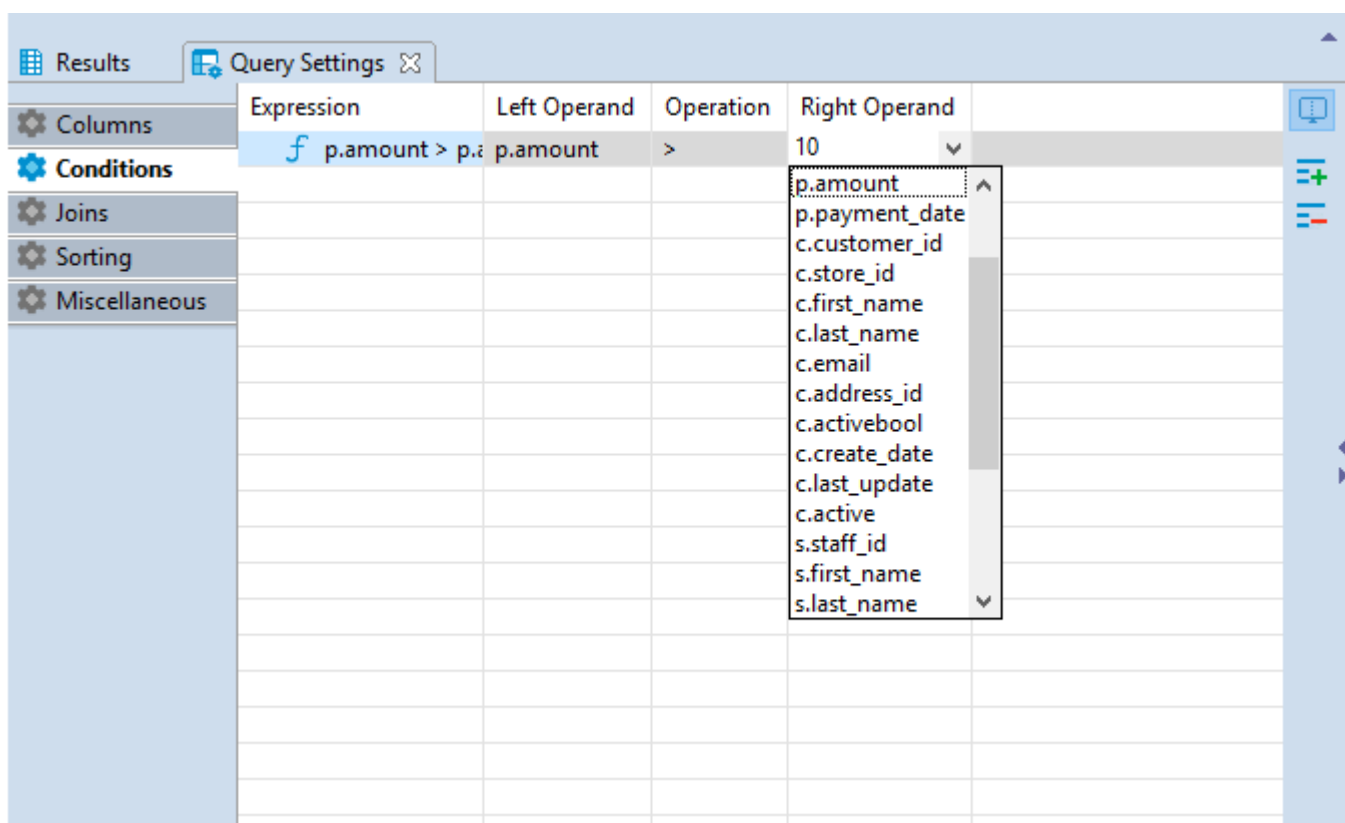 Results
Query Settings
Columns
Conditions
Joins
Sorting
Miscellaneous
Expression Left Operand Operation Right Operand
p.amount > p.a p.amount > 10
p.amount
p.payment_date
c.customer_id
c.store_id
c.first_name
c.last_name
c.email
c.address_id
c.activebool
c.create_date
c.last_update
c.active
s.staff_id
s.first_name
s.last_name